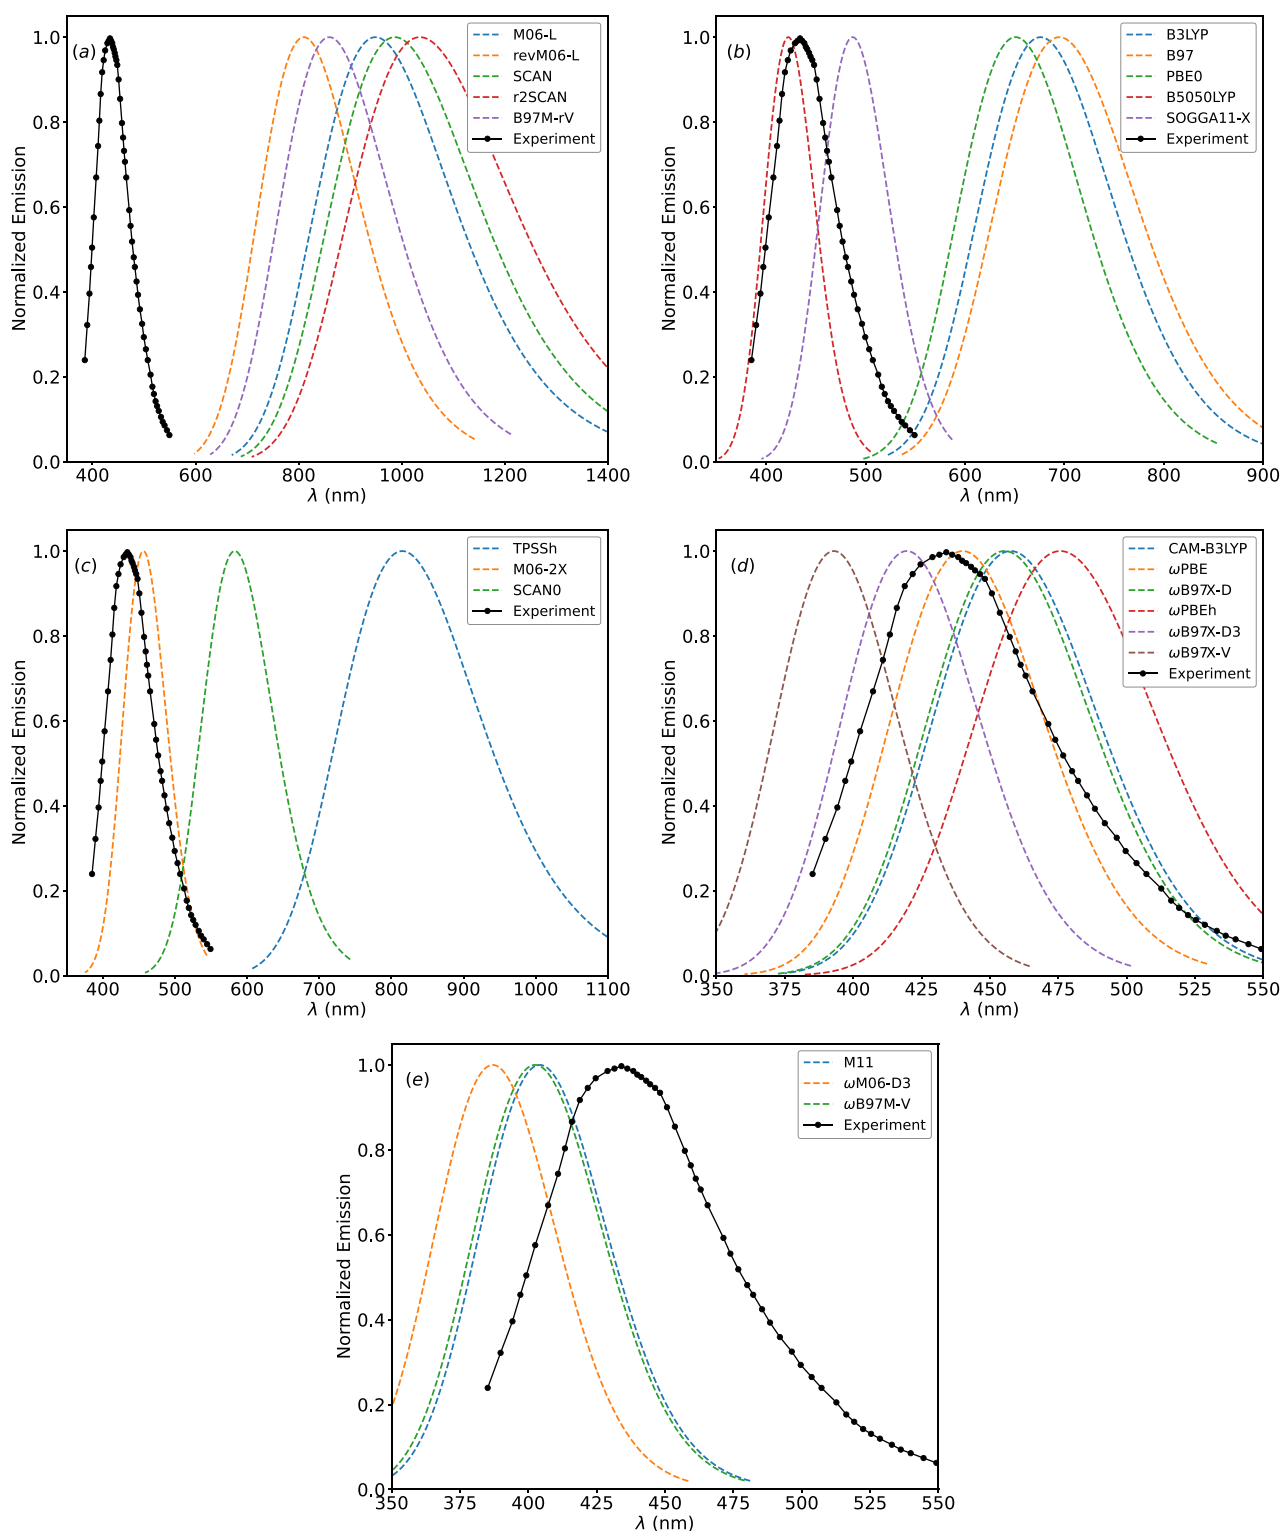 (a)
M06-L
revM06-L
SCAN
r2SCAN
B97M-rV
Experiment
Normalized Emission
1.0
0.8
0.6
0.4
0.2
0.0
400 600 800 1000 1200 1400
λ (nm)
(b)
B3LYP
B97
PBE0
B5050LYP
SOGGA11-X
Experiment
Normalized Emission
1.0
0.8
0.6
0.4
0.2
0.0
400 500 600 700 800 900
λ (nm)
(c)
TPSSh
M06-2X
SCAN0
Experiment
Normalized Emission
1.0
0.8
0.6
0.4
0.2
0.0
400 500 600 700 800 900 1000 1100
λ (nm)
(d)
CAM-B3LYP
ωPBE
ωB97X-D
ωPBEh
ωB97X-D3
ωB97X-V
Experiment
Normalized Emission
1.0
0.8
0.6
0.4
0.2
0.0
350 375 400 425 450 475 500 525 550
λ (nm)
(e)
M11
ωM06-D3
ωB97M-V
Experiment
Normalized Emission
1.0
0.8
0.6
0.4
0.2
0.0
350 375 400 425 450 475 500 525 550
λ (nm)